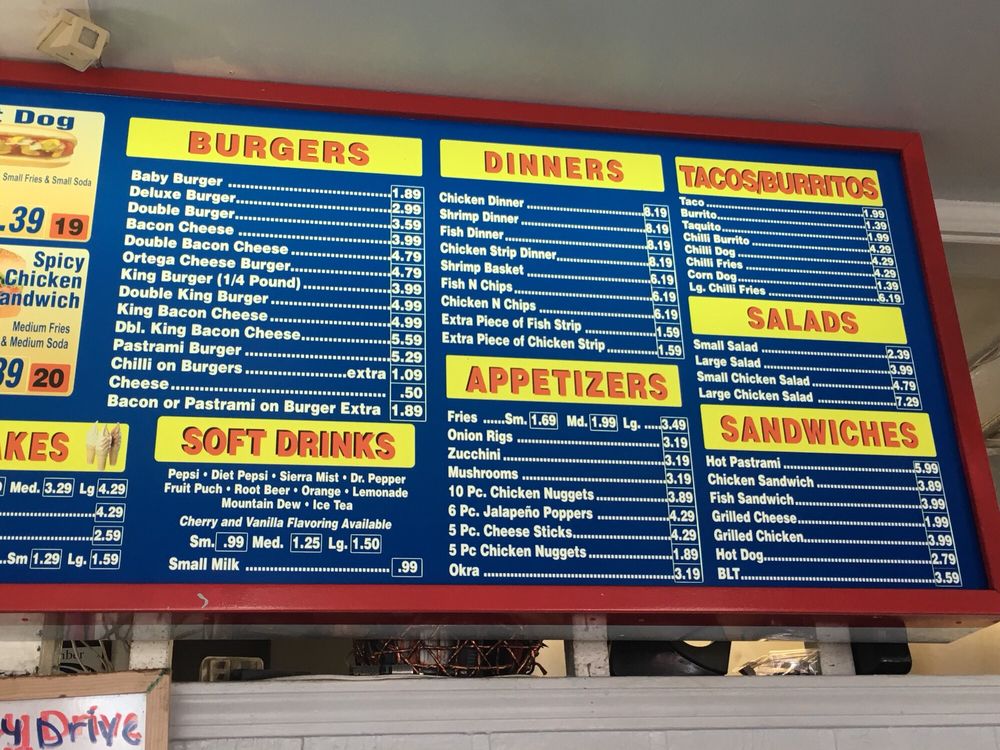 Dog
Small Fries & Small Soda
.39 19
Spicy
Chicken
Medium Fries
& Medium Soda
39 20
Med. 3.29 Lg 4.29
4.29
2.59
Sm 1.29 Lg. 1.59
BURGERS
Baby Burger 1.89
Deluxe Burger 2.99
Double Burger 3.59
Bacon Cheese 3.99
Double Bacon Cheese 4.79
Ortega Cheese Burger 4.79
King Burger (1/4 Pound) 3.99
Double King Burger 4.99
King Bacon Cheese 4.99
Dbl. King Bacon Cheese 5.59
Pastrami Burger 5.29
Chilli on Burgers extra 1.09
Cheese .50
Bacon or Pastrami on Burger Extra 1.89
SOFT DRINKS
Pepsi • Diet Pepsi • Sierra Mist • Dr. Pepper
Fruit Puch • Root Beer • Orange • Lemonade
Mountain Dew • Ice Tea
Cherry and Vanilla Flavoring Available
Sm. .99 Med. 1.25 Lg. 1.50
Small Milk .99
DINNERS
Chicken Dinner 8.19
Shrimp Dinner 8.19
Fish Dinner 8.19
Chicken Strip Dinner 8.19
Shrimp Basket 6.19
Fish N Chips 6.19
Chicken N Chips 6.19
Extra Piece of Fish Strip 1.59
Extra Piece of Chicken Strip 1.59
APPETIZERS
Fries Sm. 1.69 Md. 1.99 Lg. 3.49
Onion Rigs 3.19
Zucchini 3.19
Mushrooms 3.19
10 Pc. Chicken Nuggets 3.89
6 Pc. Jalapeño Poppers 4.29
5 Pc. Cheese Sticks 4.29
5 Pc Chicken Nuggets 1.89
Okra 3.19
TACOS/BURRITOS
Taco 1.99
Burrito 1.39
Taquito 1.99
Chilli Burrito 4.29
Chilli Dog 4.29
Chilli Fries 4.29
Corn Dog 1.39
Lg. Chilli Fries 6.19
SALADS
Small Salad 2.39
Large Salad 3.99
Small Chicken Salad 4.79
Large Chicken Salad 7.29
SANDWICHES
Hot Pastrami 5.99
Chicken Sandwich 3.89
Fish Sandwich 3.99
Grilled Cheese 1.99
Grilled Chicken 3.99
Hot Dog 2.79
BLT 3.59
Drive